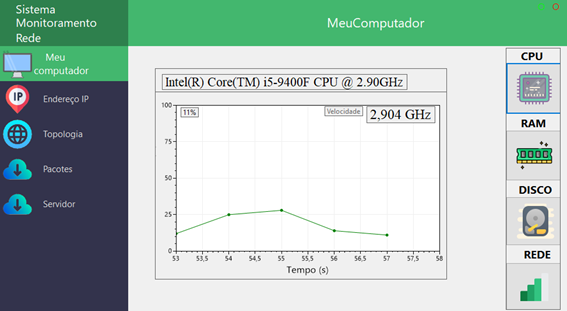 Sistema
Monitoramento
Rede
MeuComputador
Meu
computador
IP
Endereço IP
Topologia
Pacotes
Servidor
Intel(R) Core(TM) i5-9400F CPU @ 2.90GHz
11%
Velocidade
2,904 GHz
100
75
50
25
0
53 53,5 54 54,5 55 55,5 56 56,5 57 57,5 58
Tempo (s)
CPU
RAM
DISCO
REDE